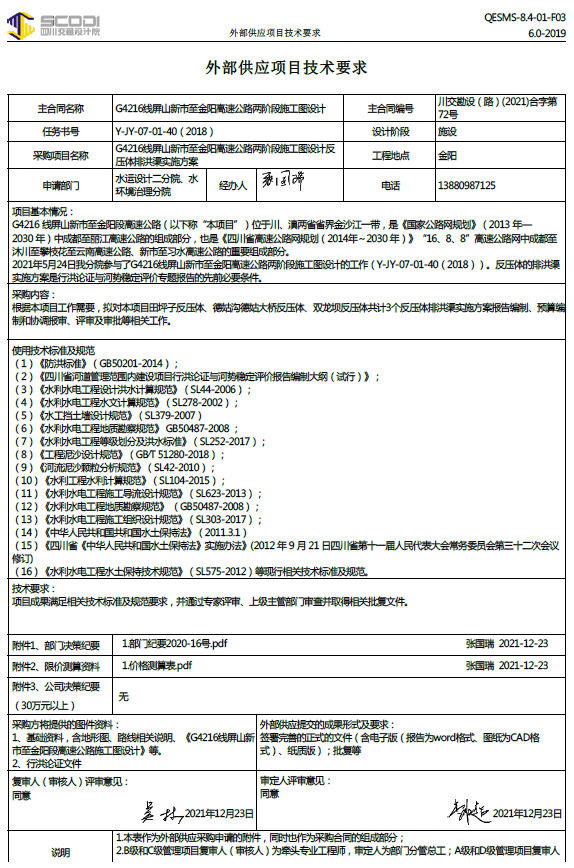 SCODI
四川交通设计院
外部供应项目技术要求
QESMS-8.4-01-F03
6.0-2019
外部供应项目技术要求
主合同名称 G4216线屏山新市至金阳高速公路两阶段施工图设计 主合同编号 川交勘设（路）(2021)合字第
72号
任务书号 Y-JY-07-01-40（2018） 设计阶段 施设
采购项目名称 G4216线屏山新市至金阳高速公路两阶段施工图设计反
压体排洪渠实施方案 工程地点 金阳
申请部门 水运设计二分院、水
环境治理分院 经办人 电话 13880987125
项目基本情况：
G4216 线屏山新市至金阳段高速公路（以下称“本项目”）位于川、滇两省省界金沙江一带，是《国家公路网规划》（2013 年—
2030 年）中成都至丽江高速公路的组成部分，也是《四川省高速公路网规划（2014年～2030 年）》“16、8、8”高速公路网中成都至
沐川至攀枝花至云南高速公路、新市至习水高速公路的重要组成部分。
2021年5月24日我分院参与了G4216线屏山新市至金阳高速公路两阶段施工图设计的工作（Y-JY-07-01-40（2018））。反压体的排洪渠
实施方案是行洪论证与河势稳定评价专题报告的先前必要条件。
采购内容：
根据本项目工作需要，拟对本项目田坪子反压体、德姑沟德姑大桥反压体、双龙坝反压体共计3个反压体排洪渠实施方案报告编制、预算编
制和协调报审、评审及审批等相关工作。
使用技术标准及规范
（1）《防洪标准》（GB50201-2014）；
（2）《四川省河道管理范围内建设项目行洪论证与河势稳定评价报告编制大纲（试行）》；
（3）《水利水电工程设计洪水计算规范》（SL44-2006）；
（4）《水利水电工程水文计算规范》（SL278-2002）；
（5）《水工挡土墙设计规范》（SL379-2007）
（6）《水利水电工程地质勘察规范》GB50487-2008 ；
（7）《水利水电工程等级划分及洪水标准》（SL252-2017）；
（8）《工程泥沙设计规范》（GB/T 51280-2018）；
（9）《河流泥沙颗粒分析规范》（SL42-2010）；
（10）《水利工程水利计算规范》（SL104-2015）；
（11）《水利水电工程施工导流设计规范》（SL623-2013）；
（12）《水利水电工程地质勘察规范》（GB50487-2008）；
（13）《水利水电工程施工组织设计规范》（SL303-2017）；
（14）《中华人民共和国共和国水土保持法》（2011.3.1）
（15）《四川省《中华人民共和国水土保持法》实施办法》(2012 年 9 月 21 日四川省第十一届人民代表大会常务委员会第三十二次会议
修订)
（16）《水利水电工程水土保持技术规范》（SL575-2012）等现行相关技术标准及规范。
技术要求：
项目成果满足相关技术标准及规范要求，并通过专家评审、上级主管部门审查并取得相关批复文件。
附件1、部门决策纪要 1.部门纪要2020-16号.pdf 张国瑞 2021-12-23
附件2、限价测算资料 1.价格测算表.pdf 张国瑞 2021-12-23
附件3、公司决策纪要
（30万元以上） 无
采购方将提供的图件资料：
1、基础资料，含地形图、路线相关说明、《G4216线屏山新
市至金阳段高速公路施工图设计》等。
2、行洪论证文件
外部供应提交的成果形式及要求：
签署完善的正式的文件（含电子版（报告为word格式、图纸为CAD格
式）、纸质版）；批复等
复审人（审核人）评审意见：
同意
2021年12月23日
审定人评审意见：
同意
2021年12月23日
说明 1.本表作为外部供应采购申请的附件，同时也作为采购合同的组成部分；
2.B级和C级管理项目复审人（审核人）为牵头专业工程师，审定人为部门分管总工；A级和D级管理项目复审人